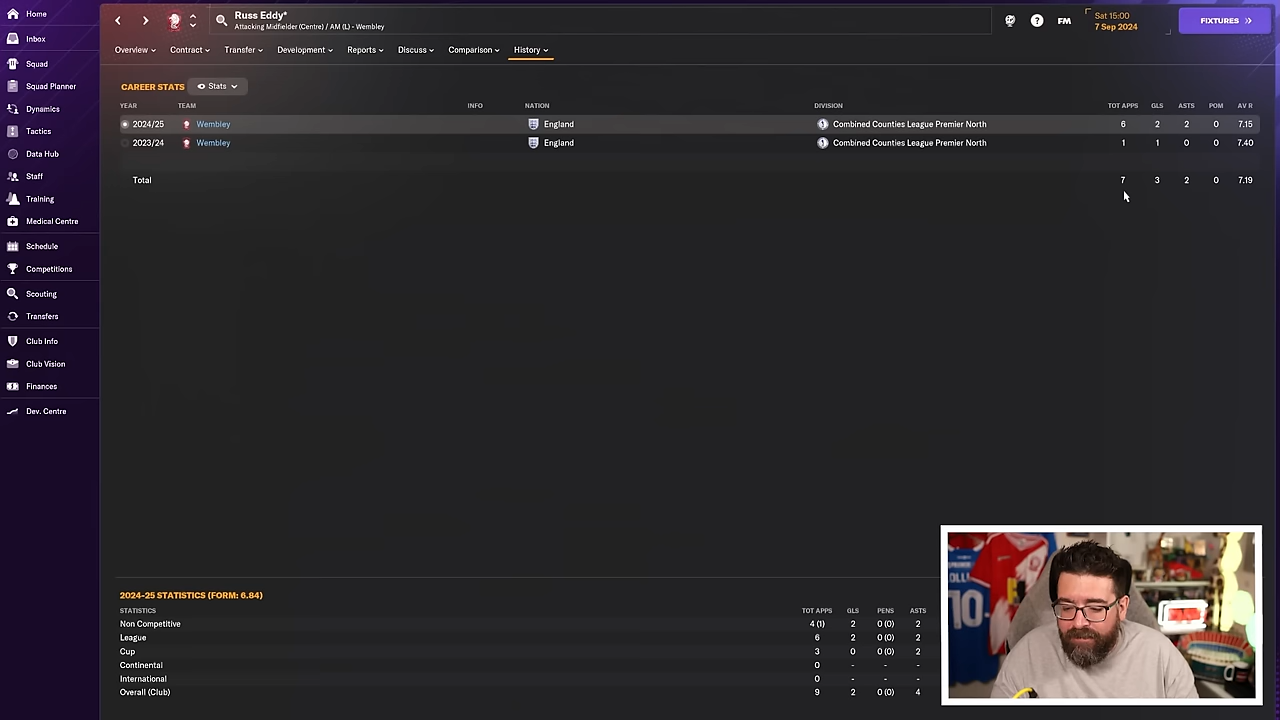 Home
Inbox
Squad
Squad Planner
Dynamics
Tactics
Data Hub
Staff
Training
Medical Centre
Schedule
Competitions
Scouting
Transfers
Club Info
Club Vision
Finances
Dev. Centre
Russ Eddy*
Attacking Midfielder (Centre) / AM (L) - Wembley
FM
Sat 15:00
7 Sep 2024
FIXTURES
Overview Contract Transfer Development Reports Discuss Comparison History
CAREER STATS Stats
YEAR TEAM INFO NATION DIVISION TOT APPS GLS ASTS POM AV R
2024/25 Wembley England Combined Counties League Premier North 6 2 2 0 7.15
2023/24 Wembley England Combined Counties League Premier North 1 1 0 0 7.40
Total 7 3 2 0 7.19
2024-25 STATISTICS (FORM: 6.84)
STATISTICS TOT APPS GLS PENS ASTS
Non Competitive 4 (1) 2 0 (0) 2
League 6 2 0 (0) 2
Cup 3 0 0 (0) 2
Continental 0 - - -
International 0 - - -
Overall (Club) 9 2 0 (0) 4
10